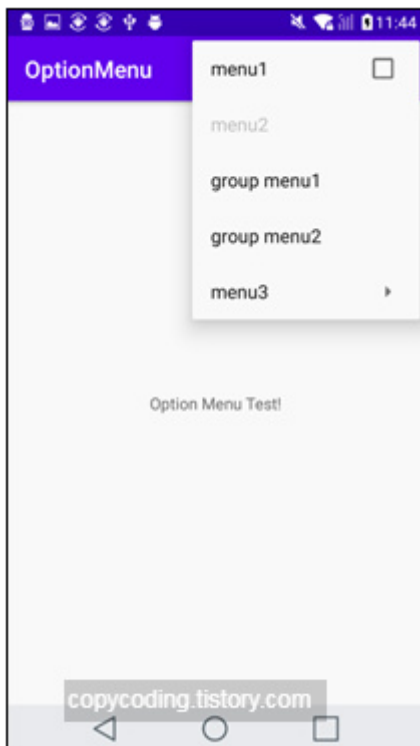 11:44
OptionMenu
menu1
menu2
group menu1
group menu2
menu3
Option Menu Test!
copycoding.tistory.com